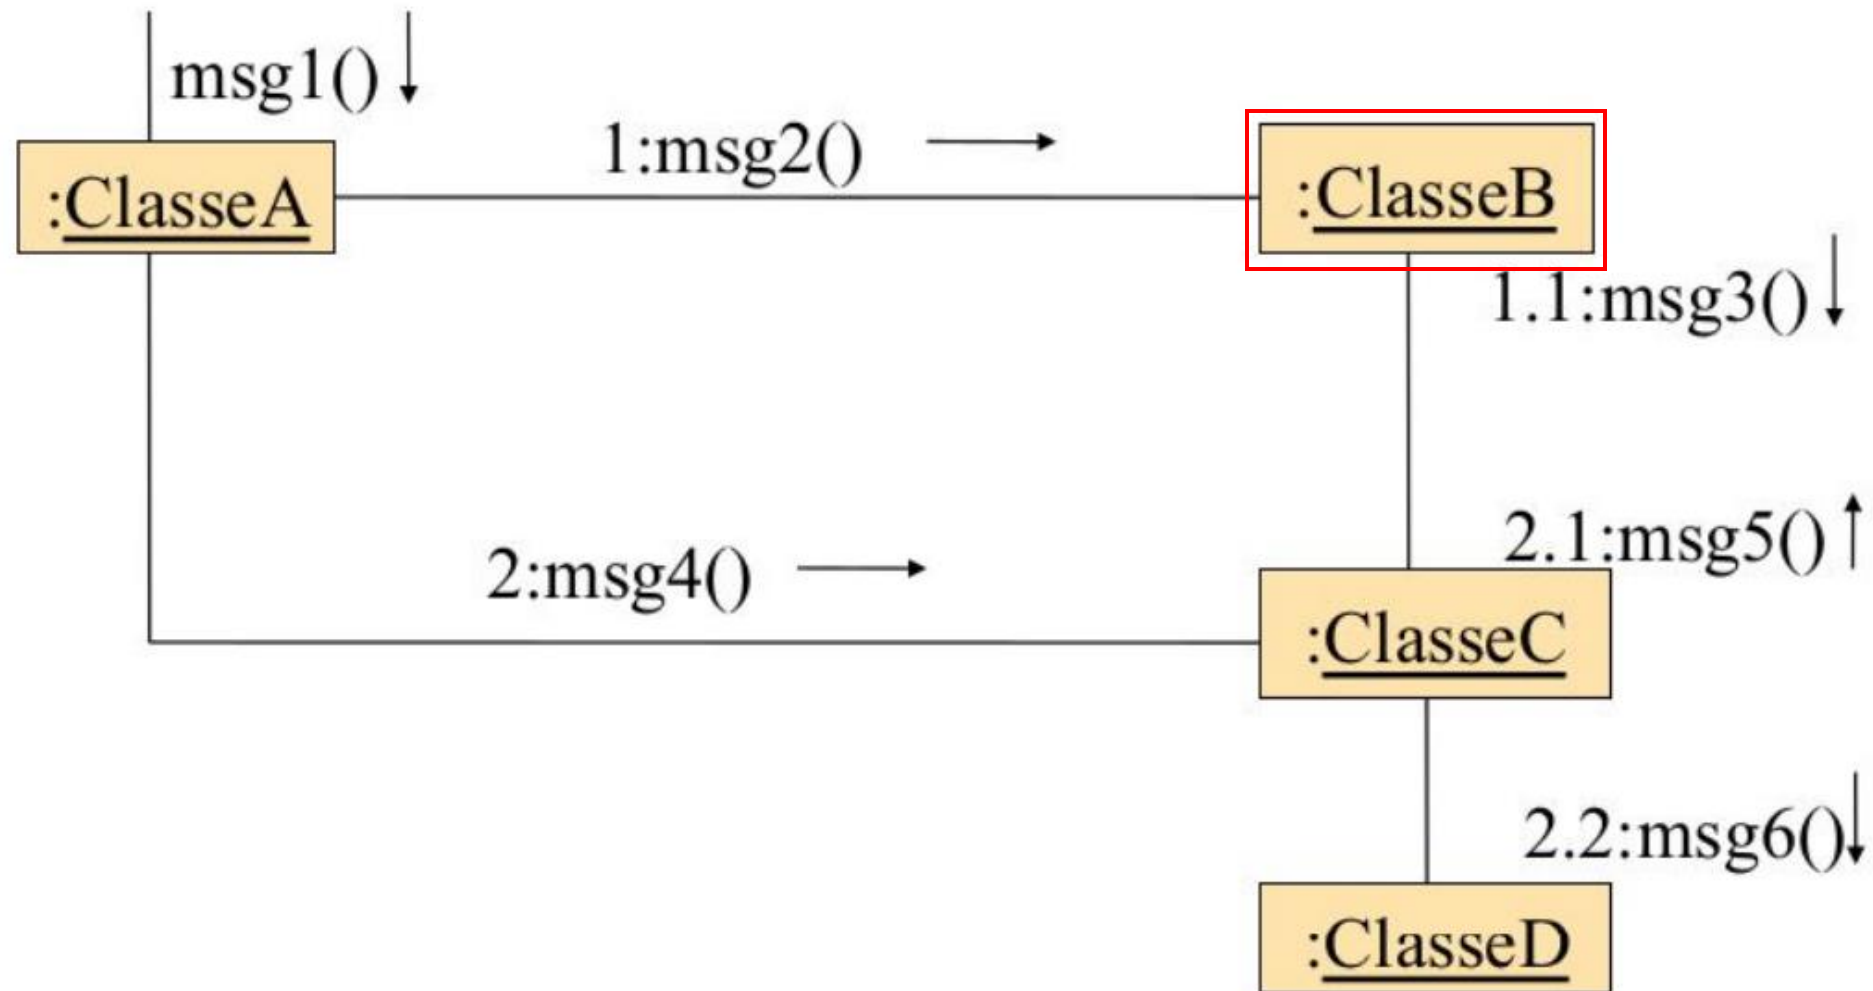 msg1()
1:msg2()
:ClasseA
:ClasseB
1.1:msg3()
2.1:msg5()
2:msg4()
:ClasseC
2.2:msg6()
:ClasseD